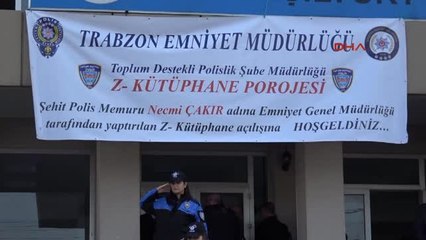 TRABZON EMNİYET MÜDÜRLÜĞÜ
DHA
Toplum Destekli Polislik Şube Müdürlüğü
Z- KÜTÜPHANE POROJESİ
Şehit Polis Memuru Necmi ÇAKIR adına Emniyet Genel Müdürlüğü
tarafından yaptırılan Z- Kütüphane açılışına HOŞGELDİNİZ...